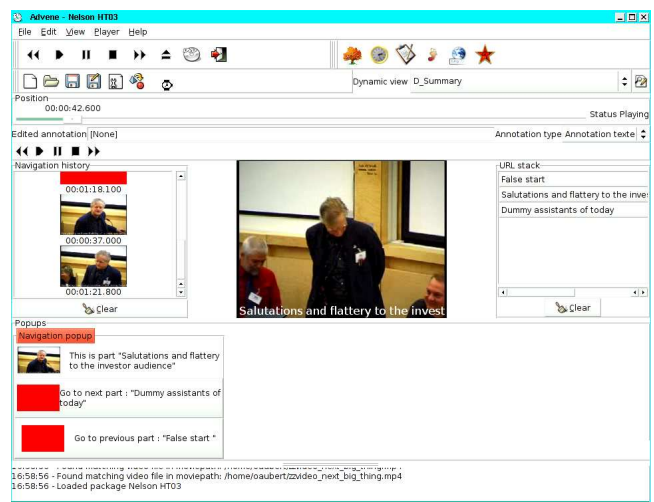 Advene - Nelson HT03
File Edit View Player Help
Dynamic view D_Summary
Position
00:00:42.600
Status Playing
Edited annotation [None]
Annotation type Annotation texte
Navigation history
00:01:18.100
00:00:37.000
00:01:21.800
Clear
Salutations and flattery to the invest
URL stack
False start
Salutations and flattery to the inve
Dummy assistants of today
Clear
Popups
Navigation popup
This is part "Salutations and flattery
to the investor audience"
Go to next part : "Dummy assistants of
today"
Go to previous part : "False start "
16:58:56 - Found matching video file in moviepath: /home/oaubert/zzvideo_next_big_thing.mp4
16:58:56 - Loaded package Nelson HT03